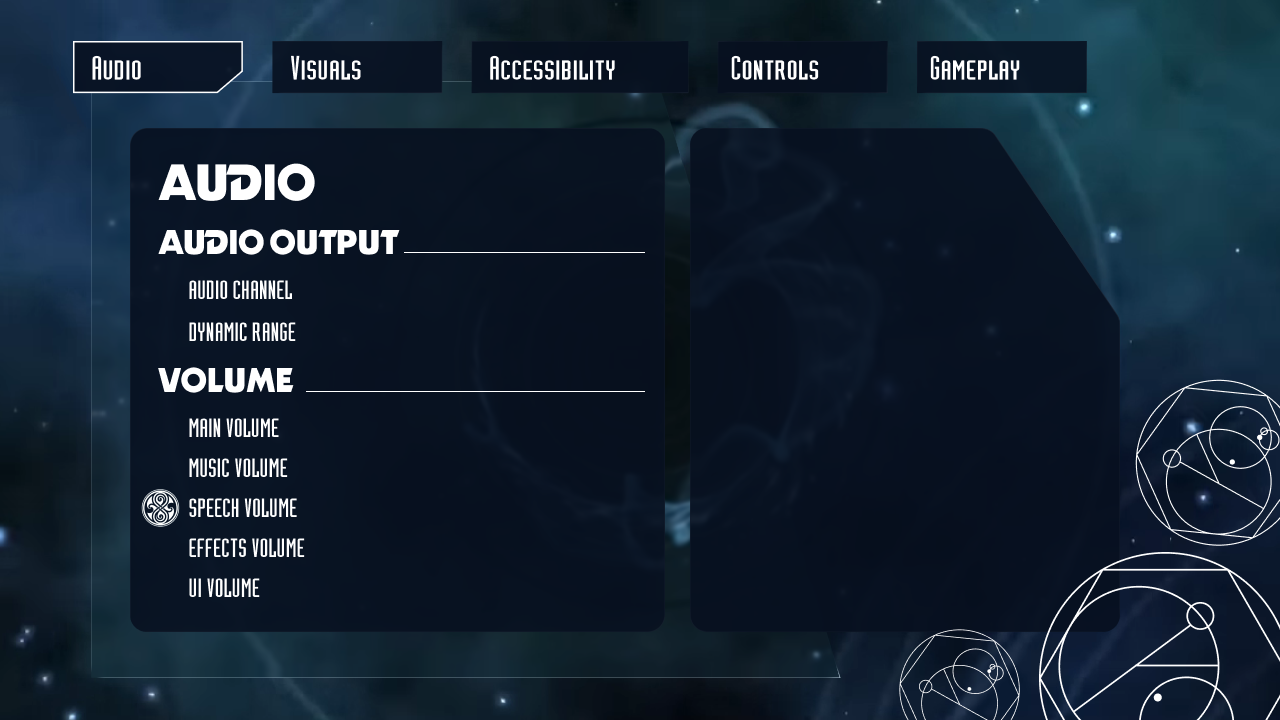 Audio
Visuals
Accessibility
Controls
Gameplay
AUDIO
AUDIO OUTPUT
AUDIO CHANNEL
DYNAMIC RANGE
VOLUME
MAIN VOLUME
MUSIC VOLUME
SPEECH VOLUME
EFFECTS VOLUME
UI VOLUME